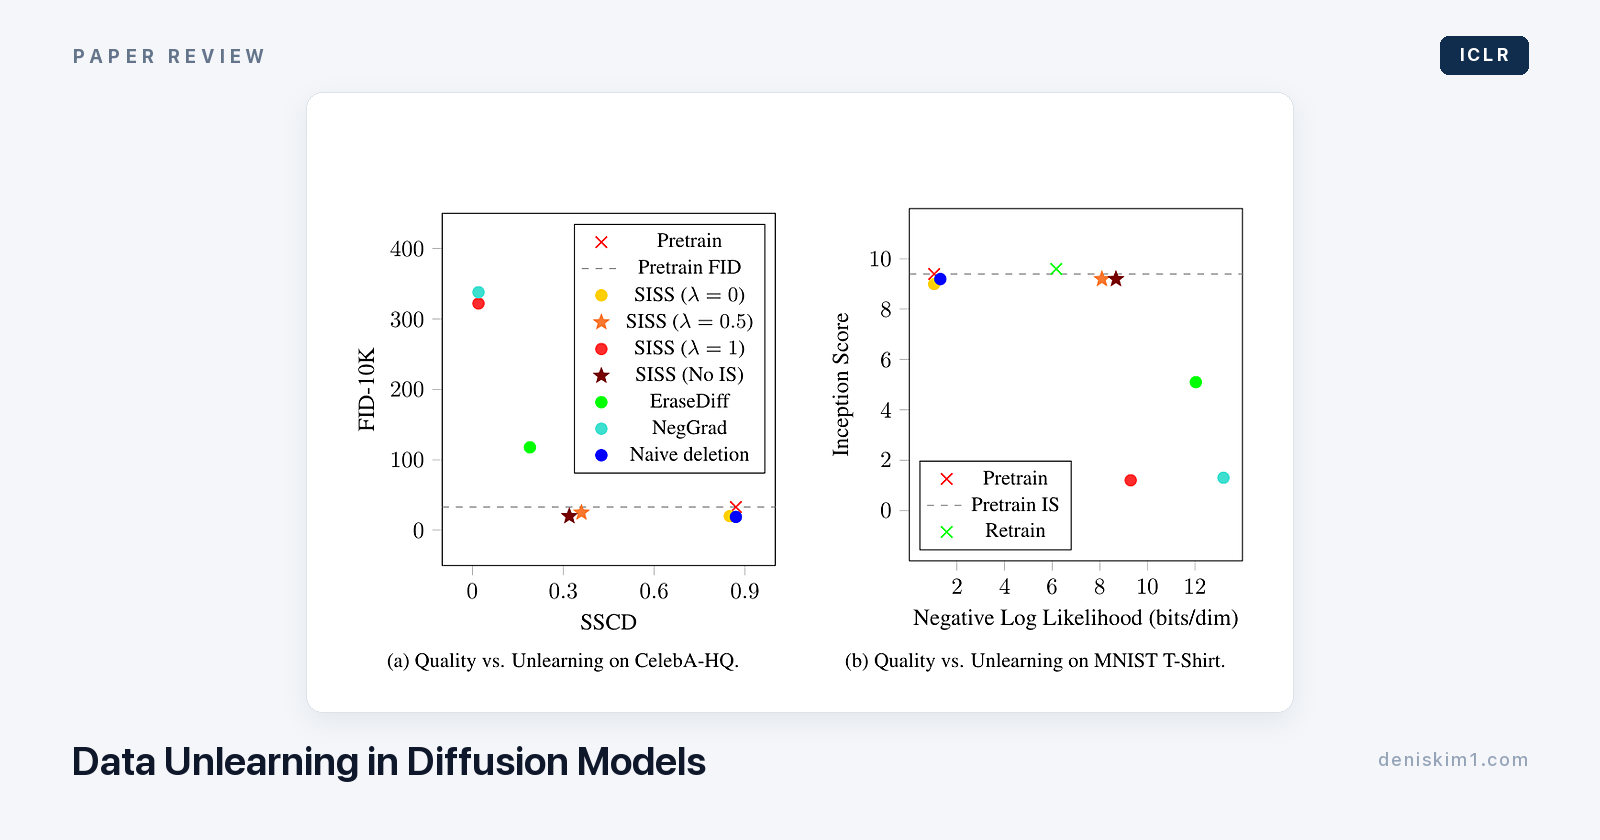 PAPER REVIEW
ICLR
400
300
200
100
0
FID-10K
0 0.3 0.6 0.9
SSCD
Pretrain
Pretrain FID
SISS (λ = 0)
SISS (λ = 0.5)
SISS (λ = 1)
SISS (No IS)
EraseDiff
NegGrad
Naive deletion
(a) Quality vs. Unlearning on CelebA-HQ.
10
8
6
4
2
0
Inception Score
2 4 6 8 10 12
Negative Log Likelihood (bits/dim)
Pretrain
Pretrain IS
Retrain
(b) Quality vs. Unlearning on MNIST T-Shirt.
Data Unlearning in Diffusion Models
deniskim1.com